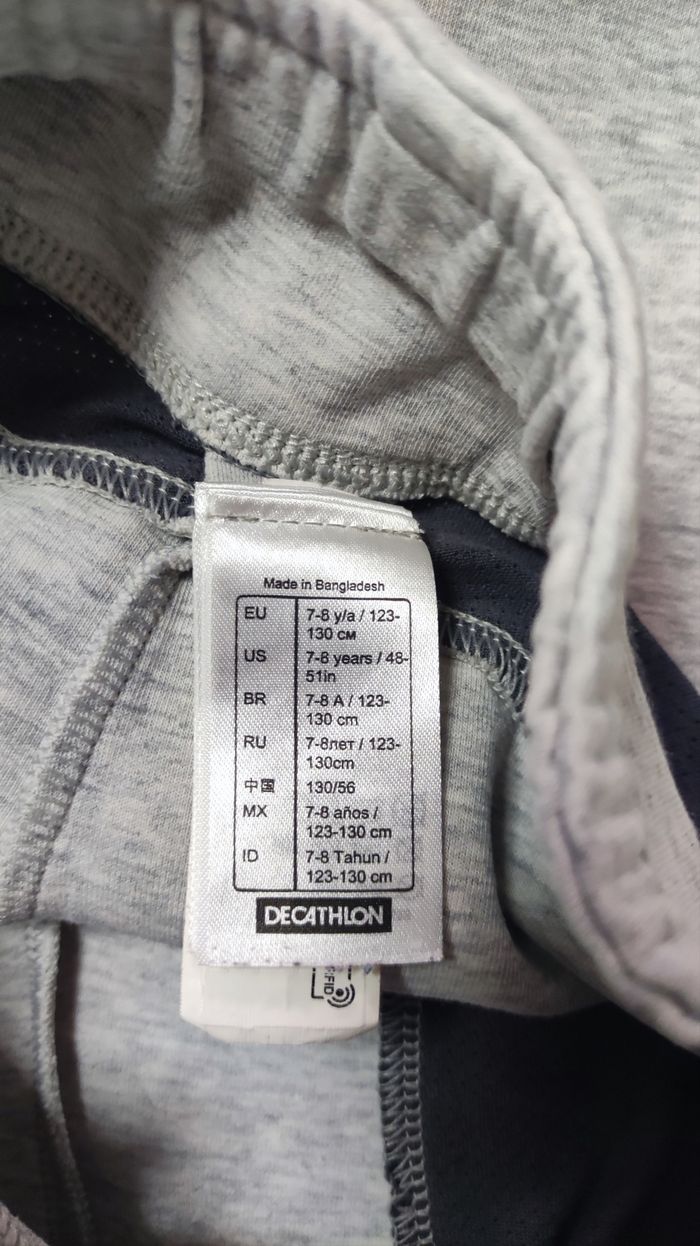 Made in Bangladesh
EU 7-8 y/a / 123-
130 см
US 7-8 years / 48-
51in
BR 7-8 A / 123-
130 cm
RU 7-8лет / 123-
130cm
中国 130/56
MX 7-8 años /
123-130 cm
ID 7-8 Tahun /
123-130 cm
DECATHLON
RFID